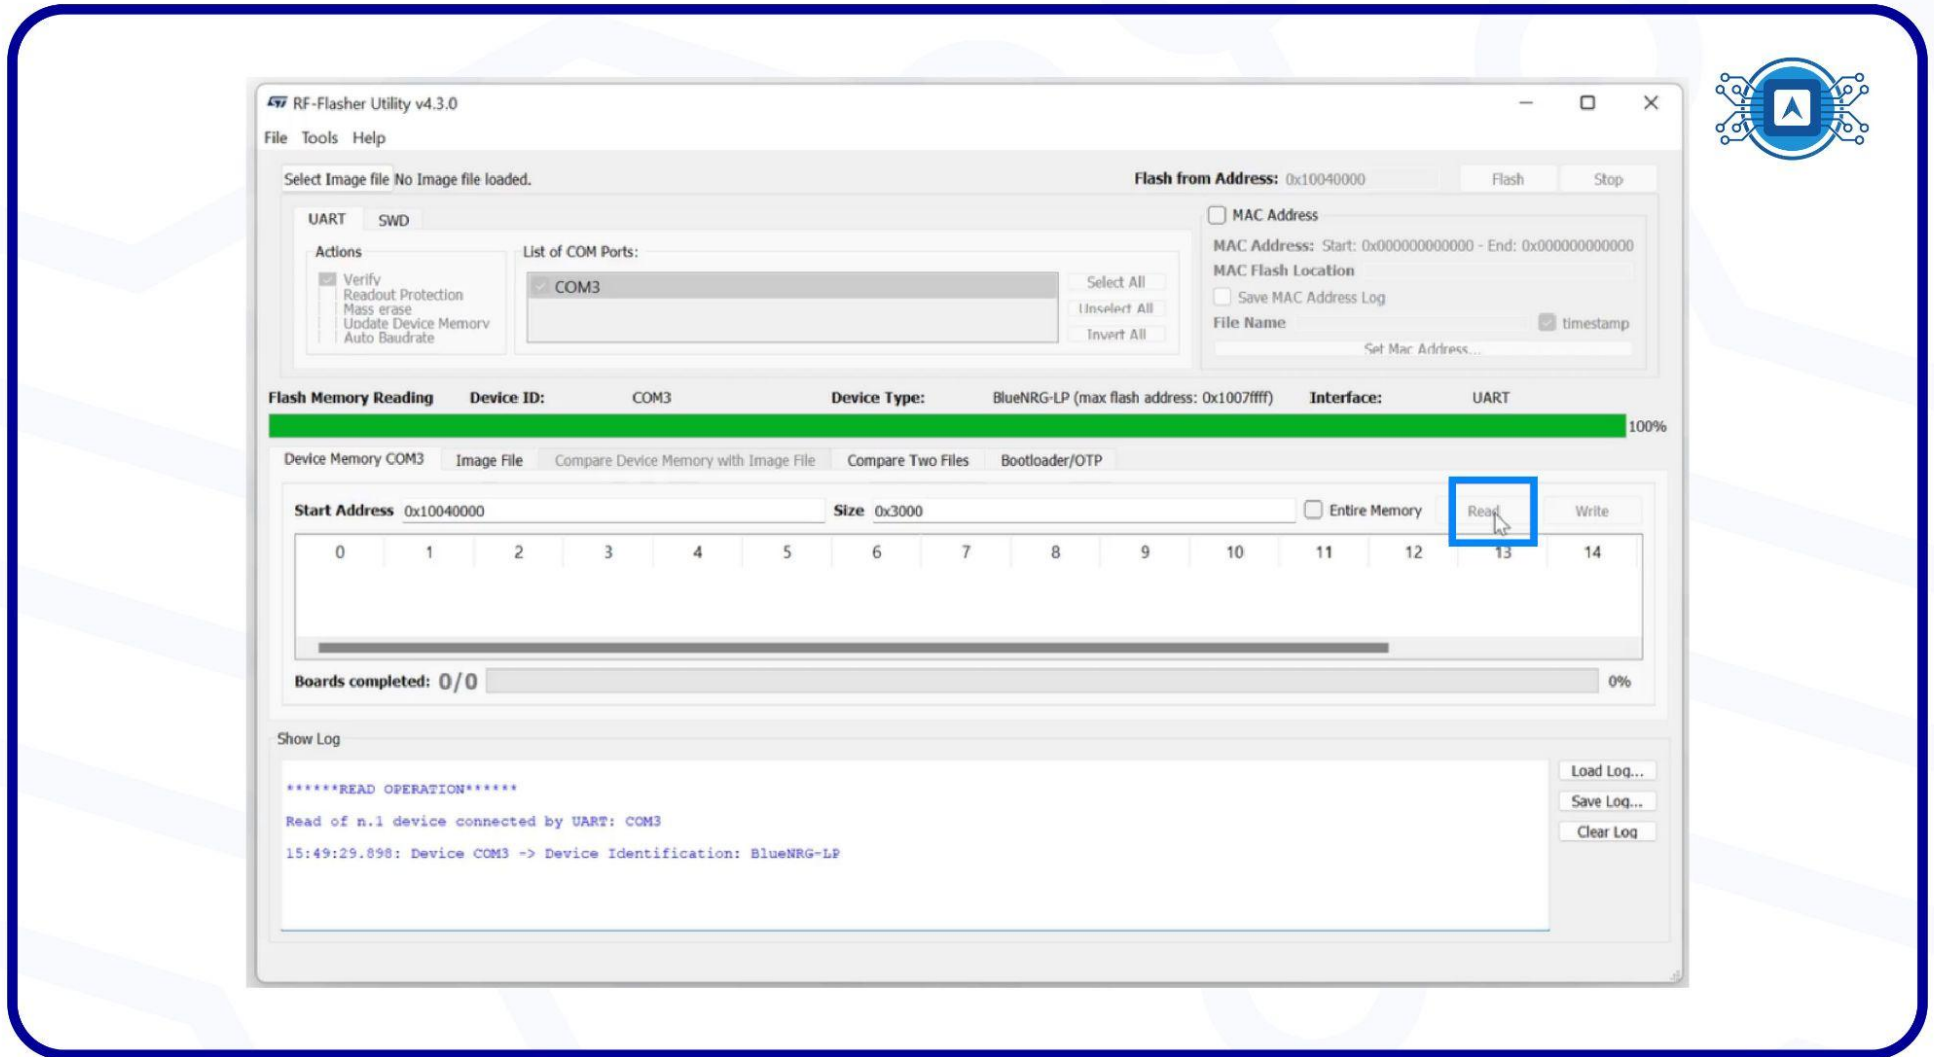 RF-Flasher Utility v4.3.0
File Tools Help
Select Image file No Image file loaded.
Flash from Address: 0x10040000 Flash Stop
UART SWD
Actions
Verify
Readout Protection
Mass erase
Update Device Memory
Auto Baudrate
List of COM Ports:
COM3
Select All
Unselect All
Invert All
MAC Address
MAC Address: Start: 0x000000000000 - End: 0x000000000000
MAC Flash Location
Save MAC Address Log
File Name timestamp
Set Mac Address...
Flash Memory Reading Device ID: COM3 Device Type: BlueNRG-LP (max flash address: 0x1007ffff) Interface: UART
100%
Device Memory COM3 Image File Compare Device Memory with Image File Compare Two Files Bootloader/OTP
Start Address 0x10040000 Size 0x3000 Entire Memory Read Write
0 1 2 3 4 5 6 7 8 9 10 11 12 13 14
Boards completed: 0/0 0%
Show Log
******READ OPERATION******
Read of n.1 device connected by UART: COM3
15:49:29.898: Device COM3 -> Device Identification: BlueNRG-LP
Load Log...
Save Log...
Clear Log